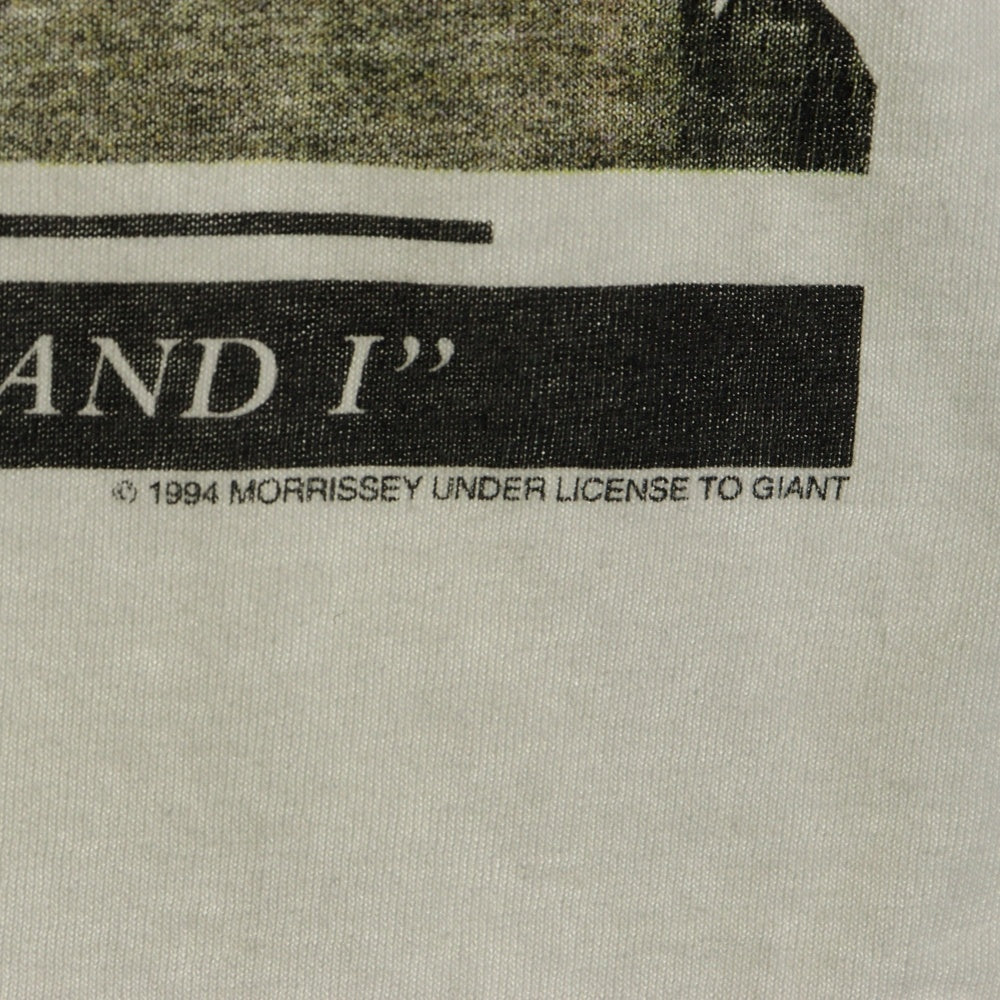 AND I”
© 1994 MORRISSEY UNDER LICENSE TO GIANT